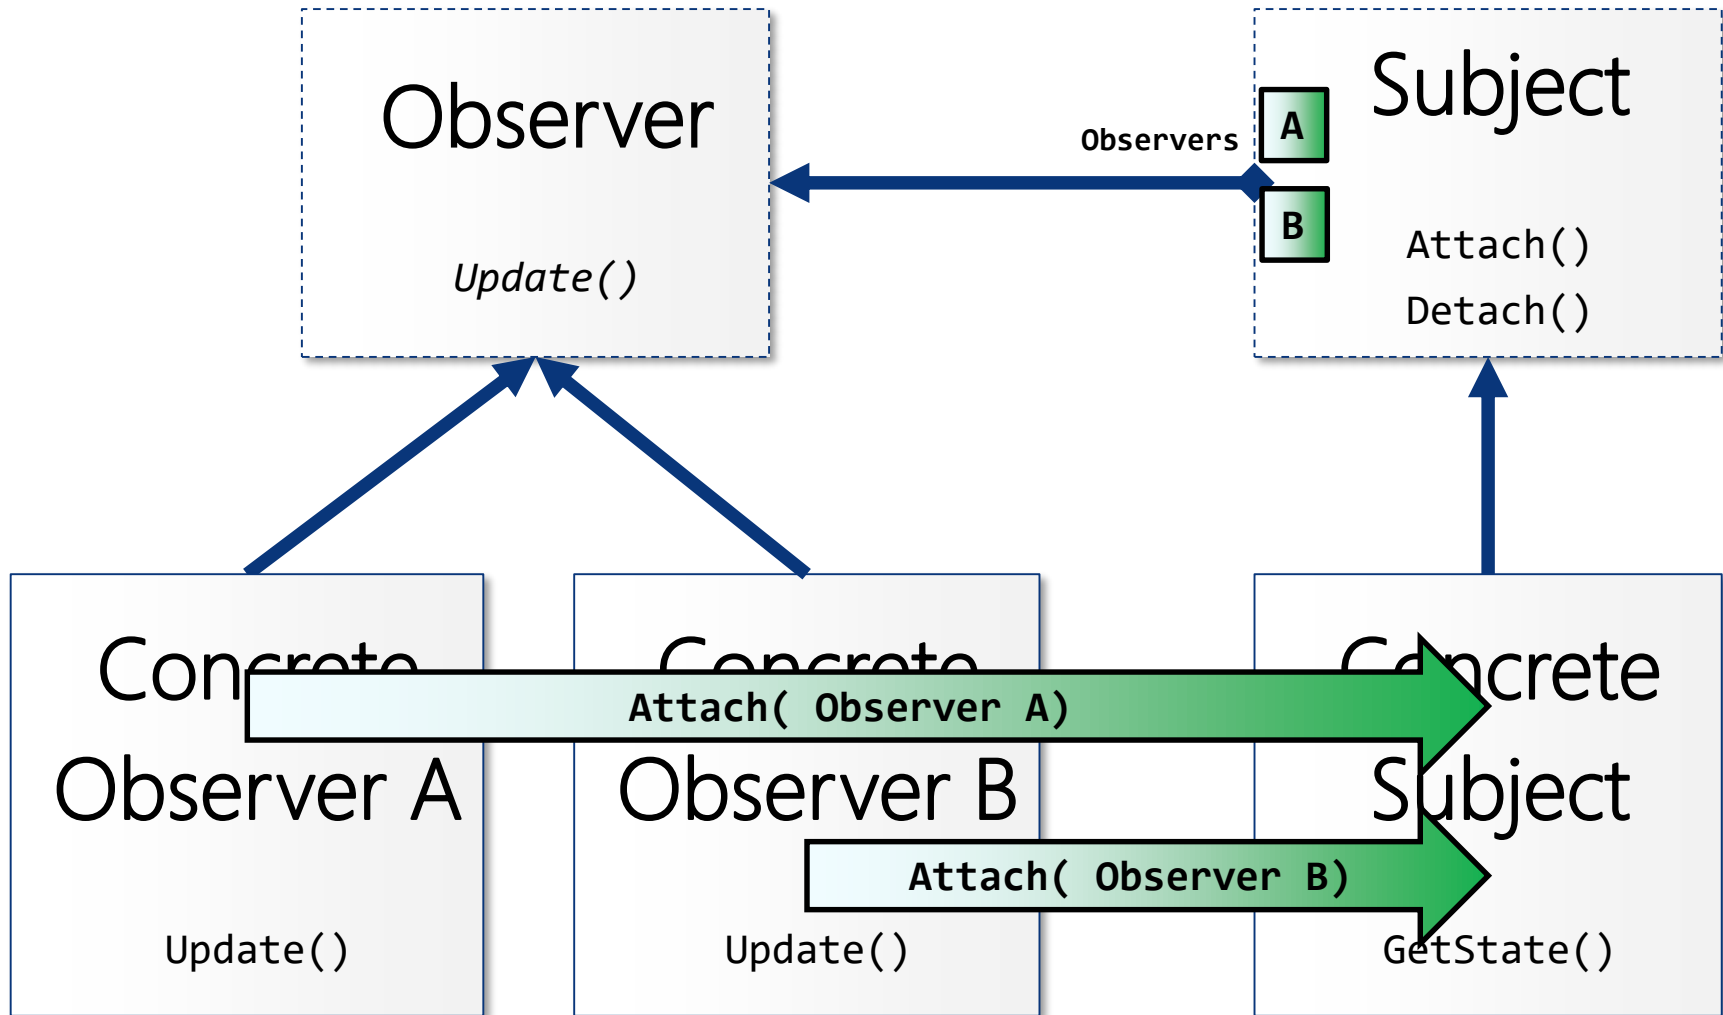 Observer
Update()
Observers
A
B
Subject
Attach()
Detach()
Concrete
Observer A
Update()
Concrete
Observer B
Update()
Concrete
Subject
GetState()
Attach( Observer A)
Attach( Observer B)